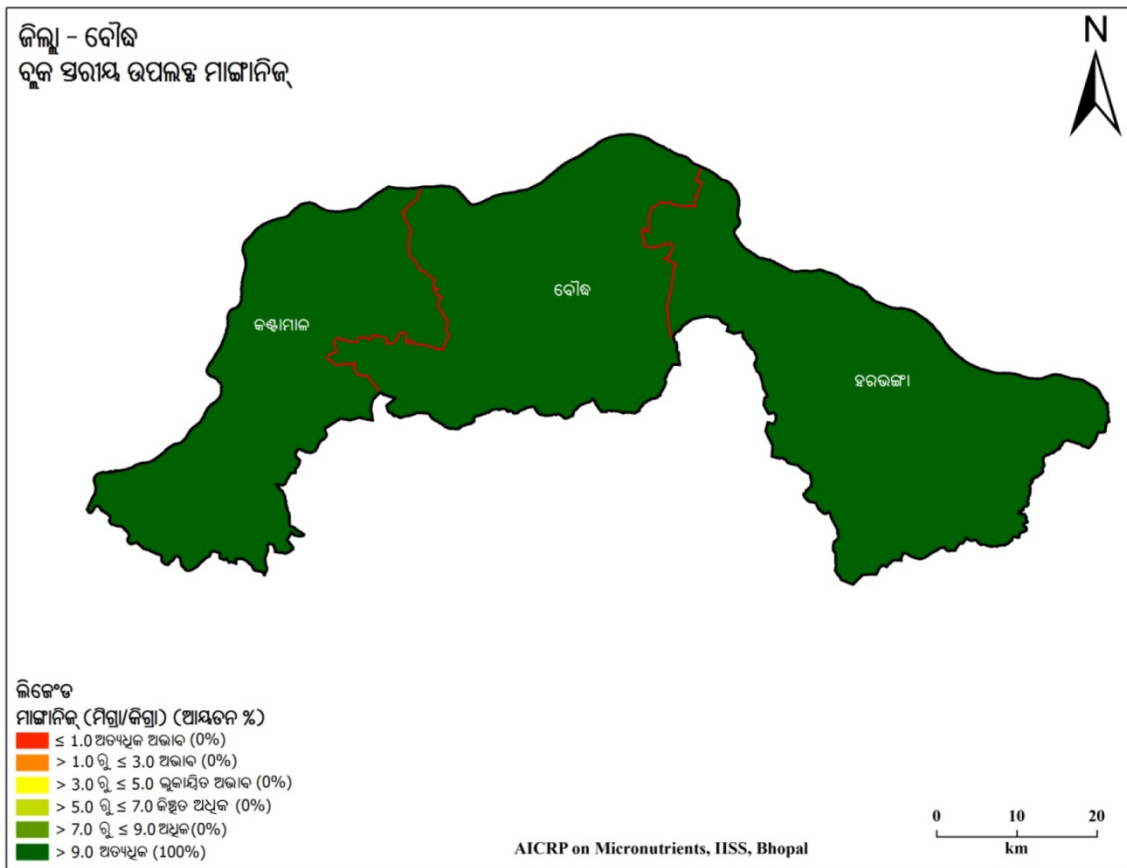 ଜିଲ୍ଲା - ବୌଦ୍ଧ
ବ୍ଲକ ସ୍ତରୀୟ ଉପଲବ୍ଧ ମାଙ୍ଗାନିଜ୍
N
ବୌଦ୍ଧ
କଣ୍ଟାମାଳ
ହରଭଙ୍ଗା
ଲିଜେଂଡ
ମାଙ୍ଗାନିଜ୍ (ମିଗ୍ରା/କିଗ୍ରା) (ଆୟତନ %)
≤ 1.0 ଅତ୍ୟଧିକ ଅଭାବ (0%)
> 1.0 ରୁ ≤ 3.0 ଅଭାବ (0%)
> 3.0 ରୁ ≤ 5.0 ଲୁକାୟିତ ଅଭାବ (0%)
> 5.0 ରୁ ≤ 7.0 କିଞ୍ଚିତ ଅଧିକ (0%)
> 7.0 ରୁ ≤ 9.0 ଅଧିକ (0%)
> 9.0 ଅତ୍ୟଧିକ (100%)
AICRP on Micronutrients, IISS, Bhopal
0 10 20
km